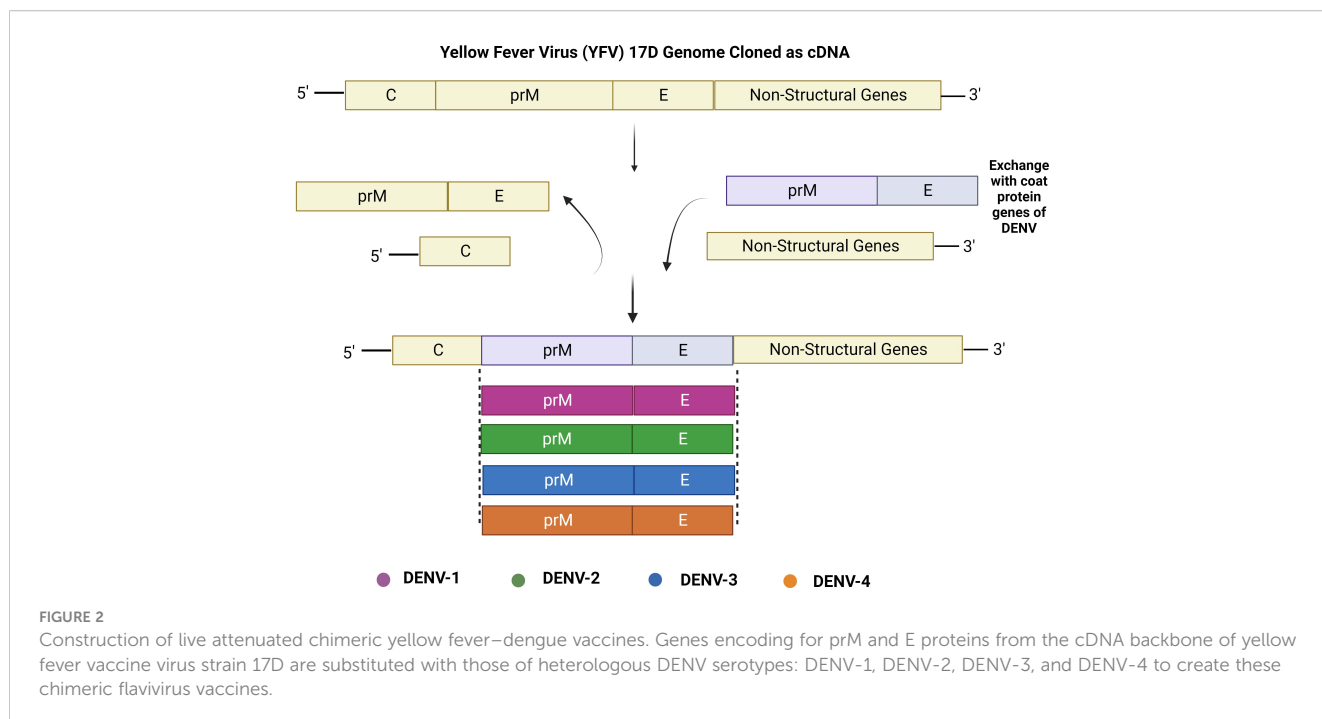 Yellow Fever Virus (YFV) 17D Genome Cloned as cDNA
5' C prM E Non-Structural Genes 3'
prM E
prM E
Exchange
with coat
protein
genes of
DENV
5' C
Non-Structural Genes 3'
5' C prM E Non-Structural Genes 3'
prM E
prM E
prM E
prM E
DENV-1 DENV-2 DENV-3 DENV-4
FIGURE 2
Construction of live attenuated chimeric yellow fever–dengue vaccines. Genes encoding for prM and E proteins from the cDNA backbone of yellow
fever vaccine virus strain 17D are substituted with those of heterologous DENV serotypes: DENV-1, DENV-2, DENV-3, and DENV-4 to create these
chimeric flavivirus vaccines.